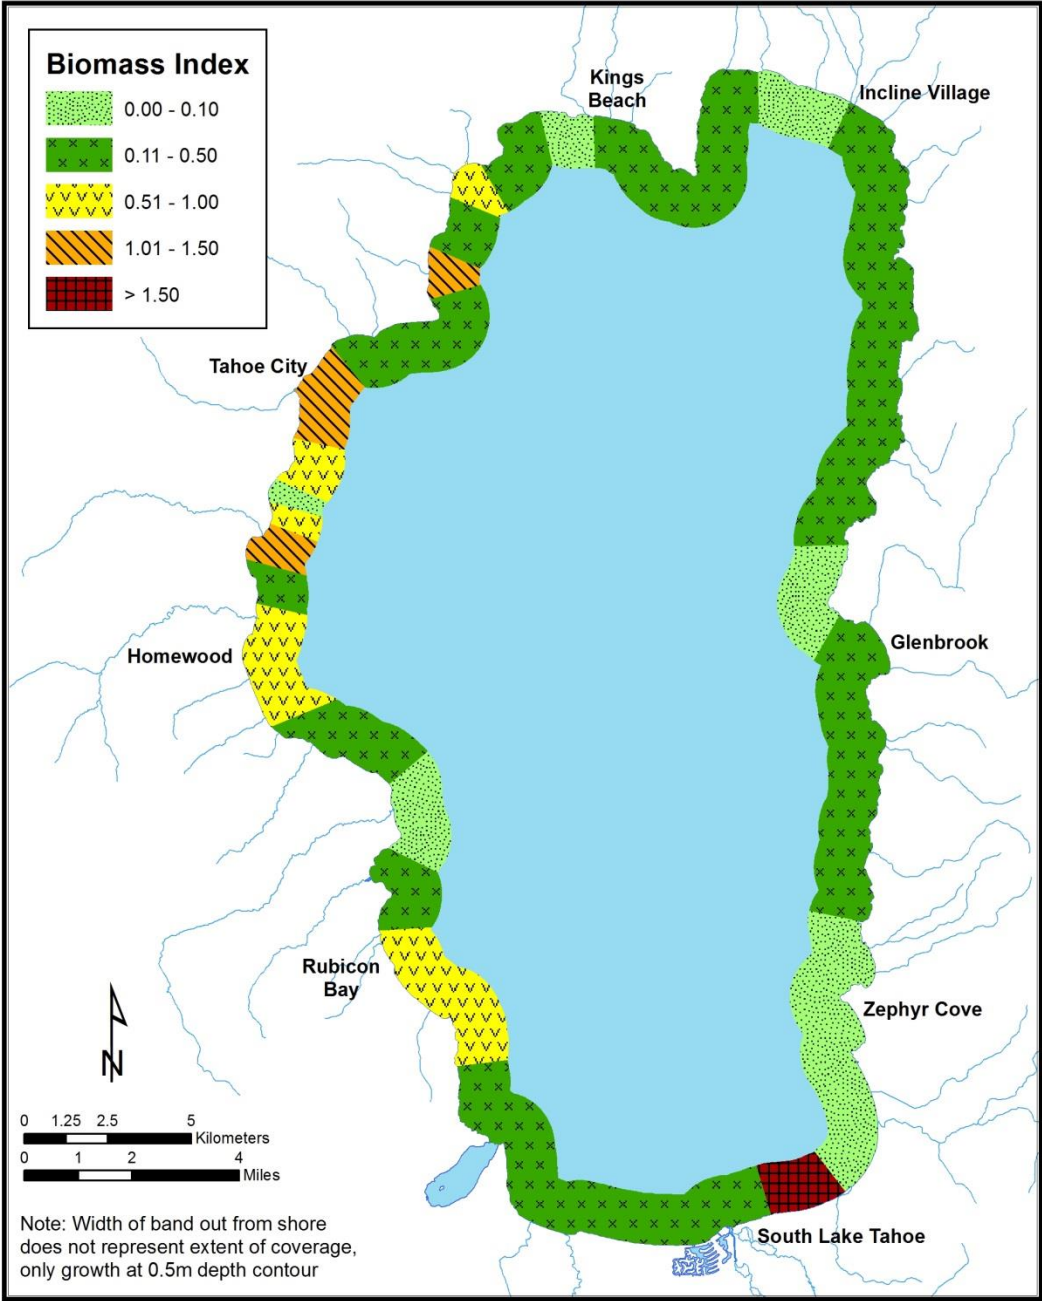 Biomass Index
0.00 - 0.10
0.11 - 0.50
0.51 - 1.00
1.01 - 1.50
> 1.50
Kings
Beach
Incline Village
Tahoe City
Homewood
Glenbrook
Rubicon
Bay
Zephyr Cove
South Lake Tahoe
N
0 1.25 2.5 5
Kilometers
0 1 2 4
Miles
Note: Width of band out from shore
does not represent extent of coverage,
only growth at 0.5m depth contour